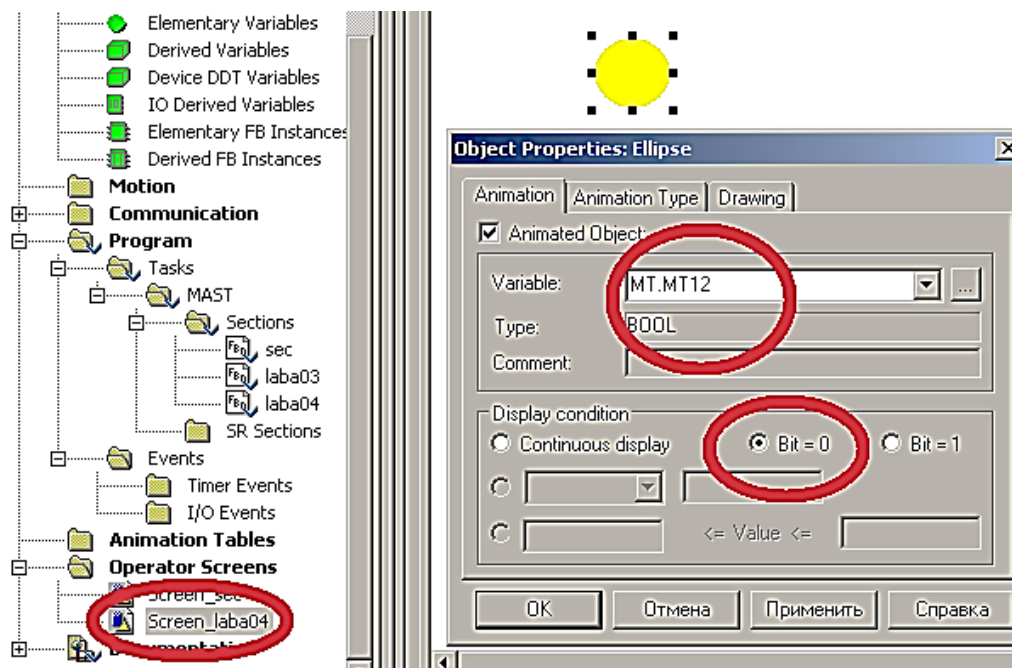 Elementary Variables
Derived Variables
Device DDT Variables
IO Derived Variables
Elementary FB Instances
Derived FB Instances
Motion
Communication
Program
Tasks
MAST
Sections
sec
laba03
laba04
SR Sections
Events
Timer Events
I/O Events
Animation Tables
Operator Screens
Screen_laba04
Object Properties: Ellipse
Animation
Animation Type
Drawing
Animated Object
Variable:
MT.MT12
...
Type:
BOOL
Comment:
Display condition
Continuous display
Bit = 0
Bit = 1
<= Value <=
OK
Отмена
Применить
Справка